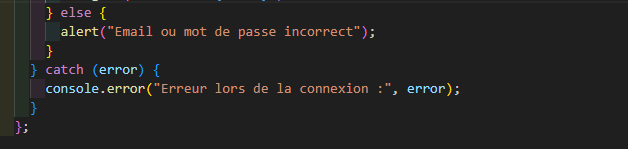 } else {
alert("Email ou mot de passe incorrect");
}
} catch (error) {
console.error("Erreur lors de la connexion :", error);
}
};